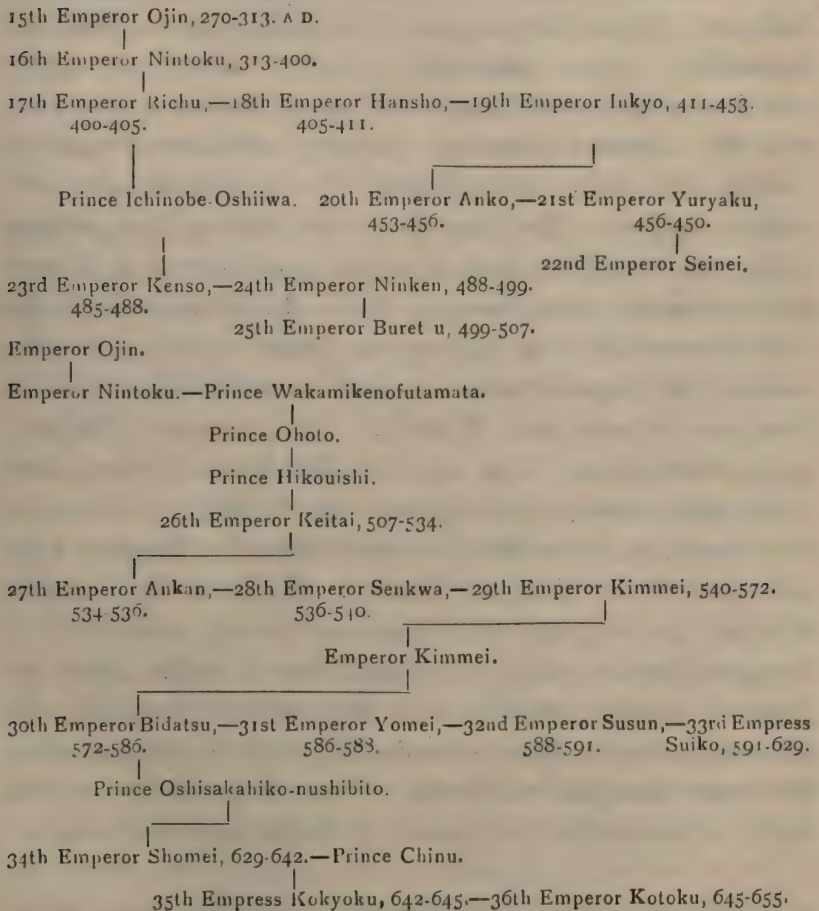 15th Emperor Ojin, 270-313. A D.
16th Emperor Nintoku, 313-400.
17th Emperor Richu,—18th Emperor Hansho,—19th Emperor Inkyo, 411-453.
400-405. 405-411.
Prince Ichinobe-Oshiiwa. 20th Emperor Anko,—21st Emperor Yuryaku,
453-456. 456-450.
22nd Emperor Seinei.
23rd Emperor Kenso,—24th Emperor Ninken, 488-499.
485-488.
25th Emperor Buret u, 499-507.
Emperor Ojin.
Emperor Nintoku.—Prince Wakamikenofutamata.
Prince Ohoto.
Prince Hikouishi.
26th Emperor Keitai, 507-534.
27th Emperor Ankan,—28th Emperor Senkwa,—29th Emperor Kimmei, 540-572.
534-536. 536-540.
Emperor Kimmei.
30th Emperor Bidatsu,—31st Emperor Yomei,—32nd Emperor Susun,—33rd Empress
572-586. 586-588. 588-591. Suiko, 591-629.
Prince Oshisakahiko-nushibito.
34th Emperor Shomei, 629-642.—Prince Chinu.
35th Empress Kokyoku, 642-645.—36th Emperor Kotoku, 645-655.